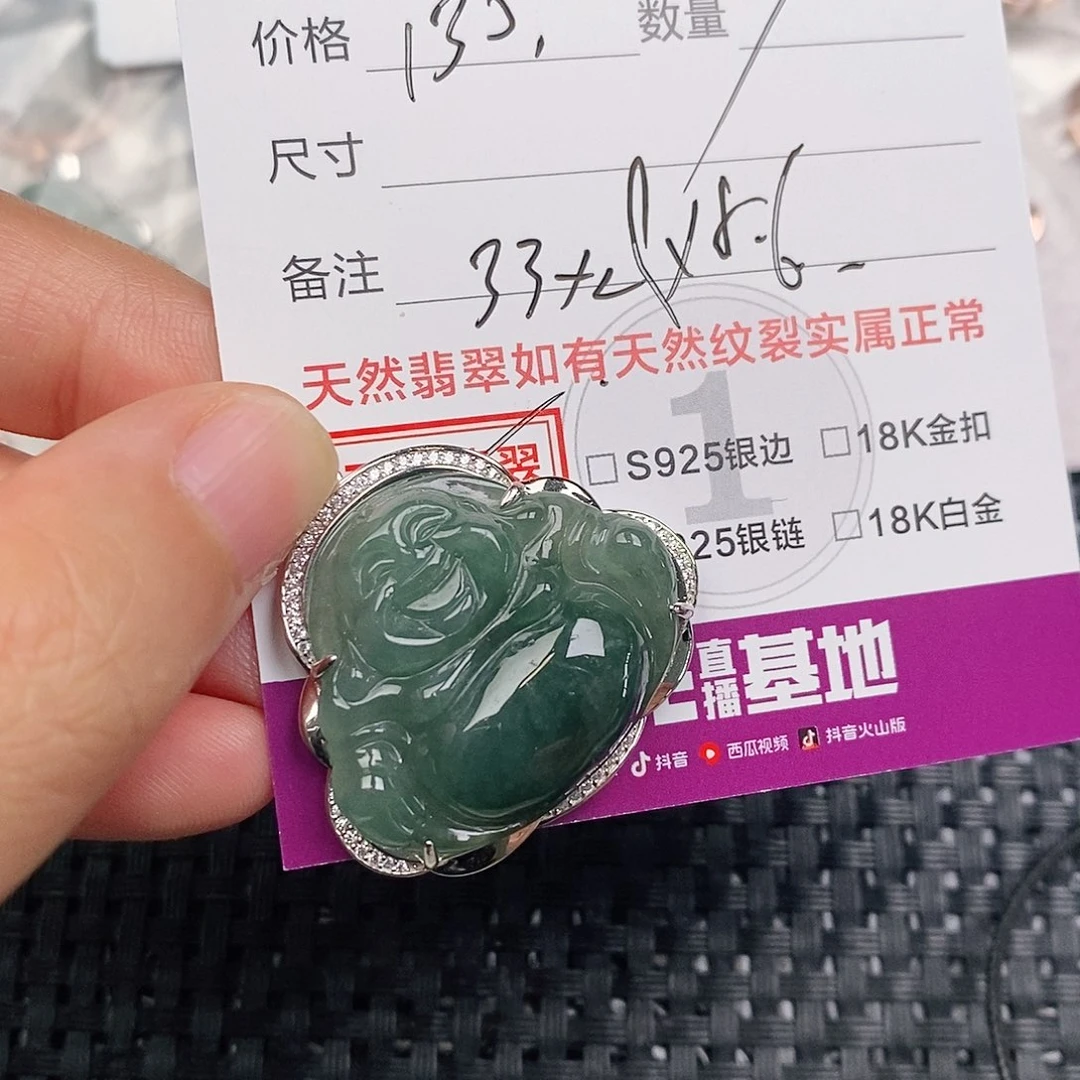 价格 135. 数量
尺寸
备注 33
天然翡翠如有天然纹裂实属正常
翠 S925银边 18K金扣
25银链 18K白金
1
直播基地
抖音 西瓜视频 抖音火山版